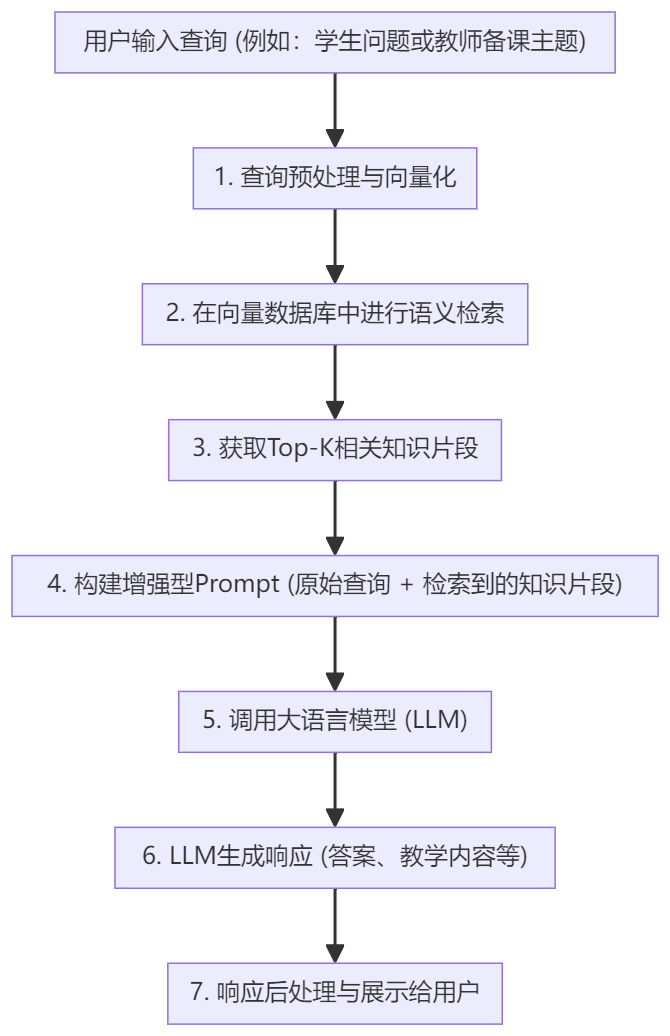 用户输入查询 (例如：学生问题或教师备课主题)
1. 查询预处理与向量化
2. 在向量数据库中进行语义检索
3. 获取Top-K相关知识片段
4. 构建增强型Prompt (原始查询 + 检索到的知识片段)
5. 调用大语言模型 (LLM)
6. LLM生成响应 (答案、教学内容等)
7. 响应后处理与展示给用户